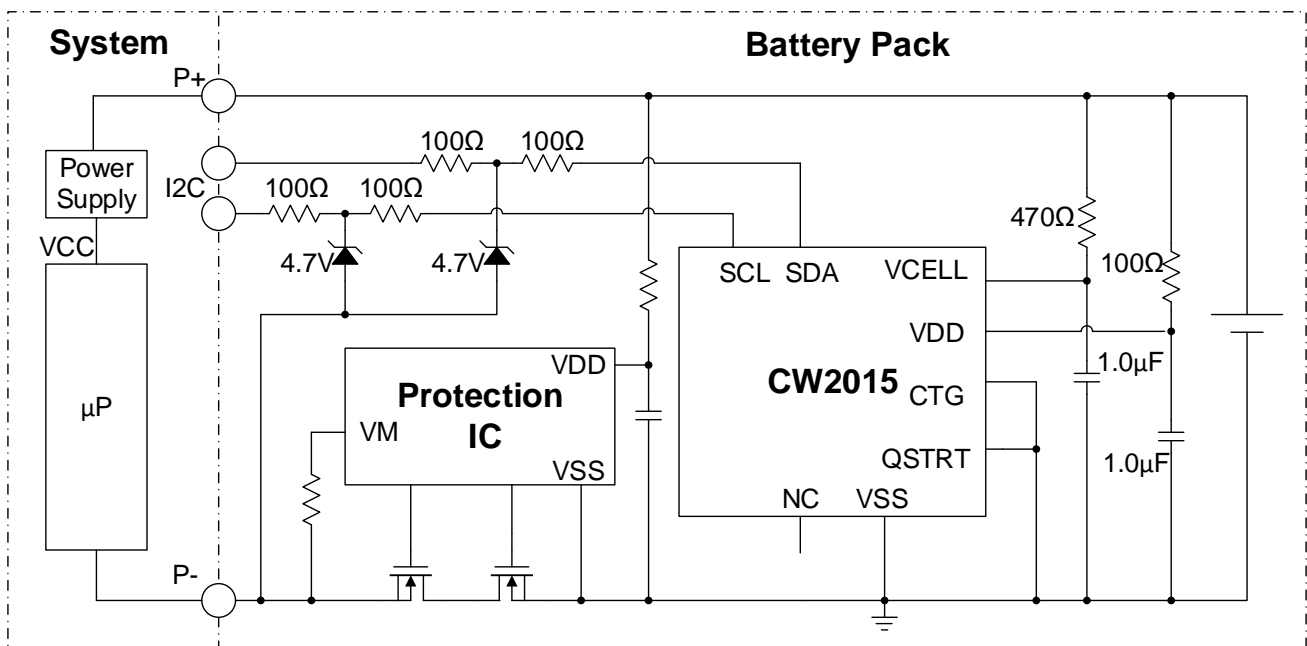 System
Battery Pack
P+
100Ω
100Ω
Power
Supply
I2C
100Ω
100Ω
470Ω
VCC
4.7V
4.7V
100Ω
SCL
SDA
VCELL
VDD
VDD
1.0µF
µP
Protection
IC
CW2015
CTG
VM
QSTRT
1.0µF
VSS
NC
VSS
P-